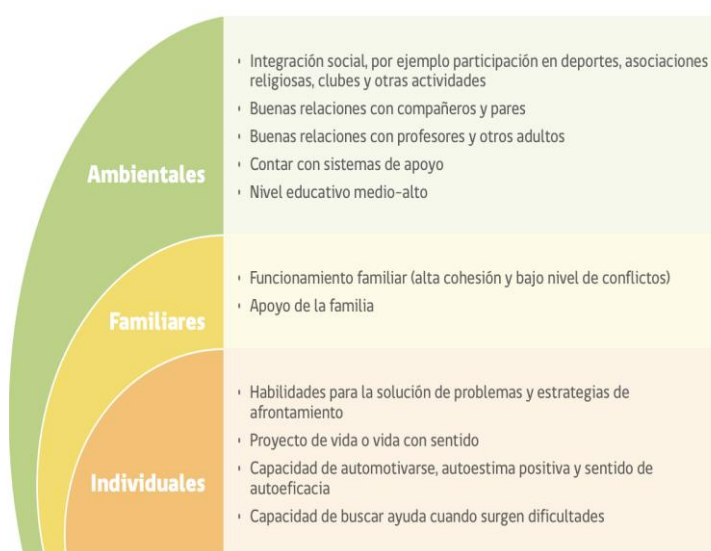 Ambientales
· Integración social, por ejemplo participación en deportes, asociaciones
religiosas, clubes y otras actividades
· Buenas relaciones con compañeros y pares
· Buenas relaciones con profesores y otros adultos
· Contar con sistemas de apoyo
· Nivel educativo medio-alto
Familiares
· Funcionamiento familiar (alta cohesión y bajo nivel de conflictos)
· Apoyo de la familia
Individuales
· Habilidades para la solución de problemas y estrategias de
afrontamiento
· Proyecto de vida o vida con sentido
· Capacidad de automotivarse, autoestima positiva y sentido de
autoeficacia
· Capacidad de buscar ayuda cuando surgen dificultades